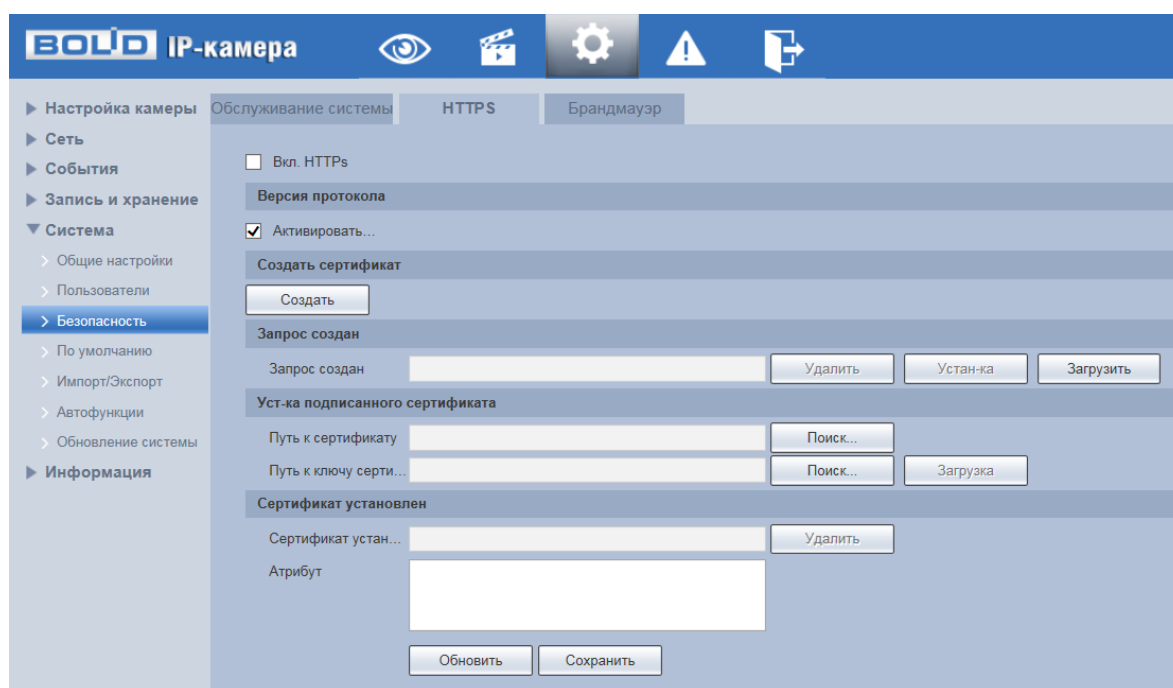 BOLID IP-камера
Настройка камеры
Сеть
События
Запись и хранение
Система
Общие настройки
Пользователи
Безопасность
По умолчанию
Импорт/Экспорт
Автофункции
Обновление системы
Информация
Обслуживание системы HTTPS Брандмауэр
Вкл. HTTPs
Версия протокола
Активировать...
Создать сертификат
Создать
Запрос создан
Запрос создан Удалить Устан-ка Загрузить
Уст-ка подписанного сертификата
Путь к сертификату Поиск...
Путь к ключу серти... Поиск... Загрузка
Сертификат установлен
Сертификат устан... Удалить
Атрибут
Обновить Сохранить